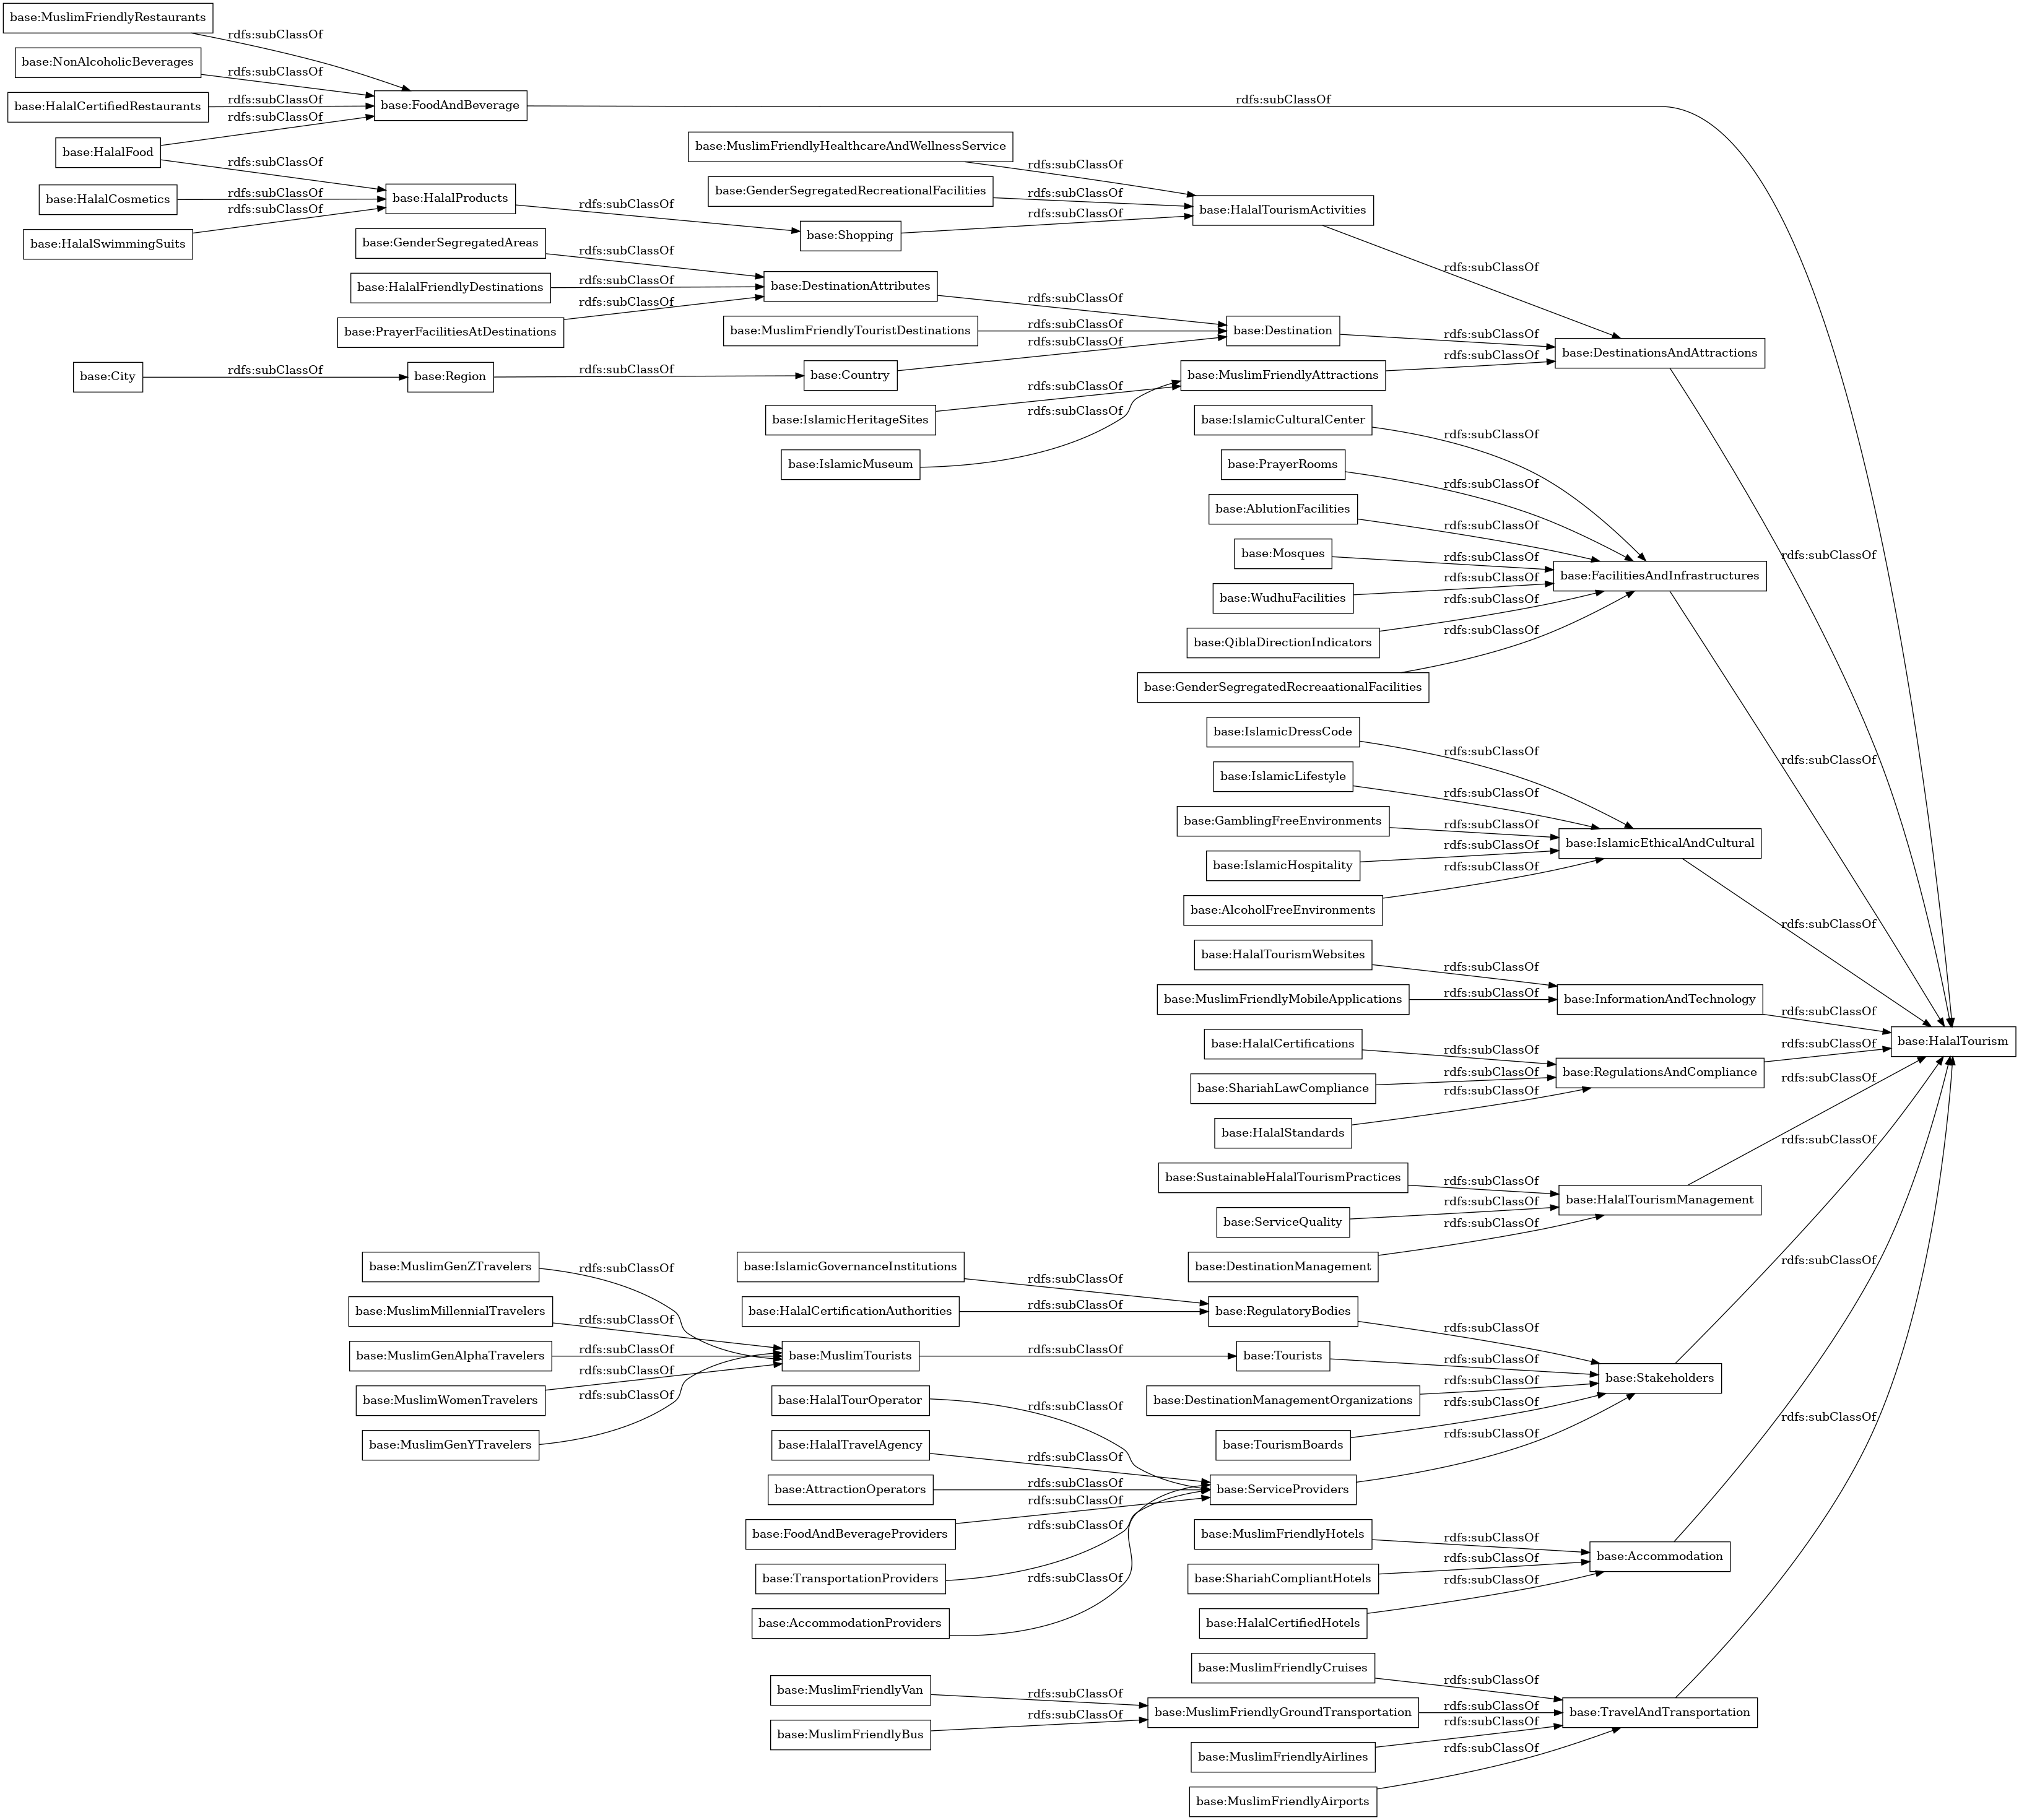 base:MuslimFriendlyRestaurants
rdfs:subClassOf
base:NonAlcoholicBeverages
rdfs:subClassOf
base:HalalCertifiedRestaurants
rdfs:subClassOf
base:FoodAndBeverage
rdfs:subClassOf
rdfs:subClassOf
base:HalalFood
rdfs:subClassOf
base:HalalCosmetics
rdfs:subClassOf
base:HalalProducts
rdfs:subClassOf
rdfs:subClassOf
base:HalalSwimmingSuits
base:MuslimFriendlyHealthcareAndWellnessService
rdfs:subClassOf
base:GenderSegregatedRecreationalFacilities
rdfs:subClassOf
base:Shopping
rdfs:subClassOf
base:HalalTourismActivities
rdfs:subClassOf
base:GenderSegregatedAreas
rdfs:subClassOf
base:HalalFriendlyDestinations
rdfs:subClassOf
base:PrayerFacilitiesAtDestinations
rdfs:subClassOf
base:DestinationAttributes
rdfs:subClassOf
base:MuslimFriendlyTouristDestinations
rdfs:subClassOf
base:Destination
rdfs:subClassOf
base:DestinationsAndAttractions
rdfs:subClassOf
base:City
rdfs:subClassOf
base:Region
rdfs:subClassOf
base:Country
rdfs:subClassOf
base:MuslimFriendlyAttractions
rdfs:subClassOf
base:IslamicHeritageSites
rdfs:subClassOf
base:IslamicMuseum
rdfs:subClassOf
base:IslamicCulturalCenter
rdfs:subClassOf
base:PrayerRooms
rdfs:subClassOf
base:AblutionFacilities
rdfs:subClassOf
base:Mosques
rdfs:subClassOf
base:FacilitiesAndInfrastructures
rdfs:subClassOf
base:WudhuFacilities
rdfs:subClassOf
base:QiblaDirectionIndicators
rdfs:subClassOf
base:GenderSegregatedRecreaationalFacilities
rdfs:subClassOf
base:IslamicDressCode
rdfs:subClassOf
base:IslamicLifestyle
rdfs:subClassOf
base:GamblingFreeEnvironments
rdfs:subClassOf
base:IslamicEthicalAndCultural
rdfs:subClassOf
base:IslamicHospitality
rdfs:subClassOf
base:AlcoholFreeEnvironments
rdfs:subClassOf
base:HalalTourismWebsites
rdfs:subClassOf
base:MuslimFriendlyMobileApplications
rdfs:subClassOf
base:InformationAndTechnology
rdfs:subClassOf
base:HalalTourism
base:HalalCertifications
rdfs:subClassOf
base:ShariahLawCompliance
rdfs:subClassOf
base:RegulationsAndCompliance
rdfs:subClassOf
base:HalalStandards
rdfs:subClassOf
base:SustainableHalalTourismPractices
rdfs:subClassOf
base:HalalTourismManagement
rdfs:subClassOf
base:ServiceQuality
rdfs:subClassOf
base:DestinationManagement
rdfs:subClassOf
base:MuslimGenZTravelers
rdfs:subClassOf
base:MuslimMillennialTravelers
rdfs:subClassOf
base:MuslimGenAlphaTravelers
rdfs:subClassOf
base:MuslimWomenTravelers
rdfs:subClassOf
base:MuslimGenYTravelers
rdfs:subClassOf
base:IslamicGovernanceInstitutions
rdfs:subClassOf
base:HalalCertificationAuthorities
rdfs:subClassOf
base:RegulatoryBodies
rdfs:subClassOf
base:MuslimTourists
rdfs:subClassOf
base:Tourists
rdfs:subClassOf
base:Stakeholders
rdfs:subClassOf
base:DestinationManagementOrganizations
rdfs:subClassOf
base:TourismBoards
rdfs:subClassOf
base:HalalTourOperator
rdfs:subClassOf
base:HalalTravelAgency
rdfs:subClassOf
base:AttractionOperators
rdfs:subClassOf
base:ServiceProviders
rdfs:subClassOf
base:FoodAndBeverageProviders
rdfs:subClassOf
base:TransportationProviders
rdfs:subClassOf
base:AccommodationProviders
rdfs:subClassOf
base:MuslimFriendlyHotels
rdfs:subClassOf
base:ShariahCompliantHotels
rdfs:subClassOf
base:Accommodation
rdfs:subClassOf
base:HalalCertifiedHotels
rdfs:subClassOf
base:MuslimFriendlyCruises
rdfs:subClassOf
base:MuslimFriendlyVan
rdfs:subClassOf
base:MuslimFriendlyBus
rdfs:subClassOf
base:MuslimFriendlyGroundTransportation
rdfs:subClassOf
base:TravelAndTransportation
rdfs:subClassOf
base:MuslimFriendlyAirlines
rdfs:subClassOf
base:MuslimFriendlyAirports
rdfs:subClassOf